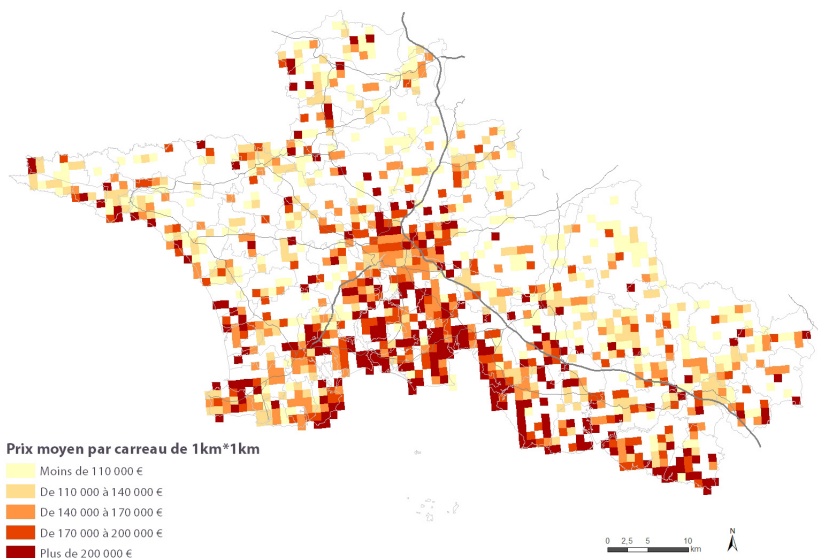 Prix moyen par carreau de 1km*1km
Moins de 110 000 €
De 110 000 à 140 000 €
De 140 000 à 170 000 €
De 170 000 à 200 000 €
Plus de 200 000 €
0 2,5 5 10
km
N